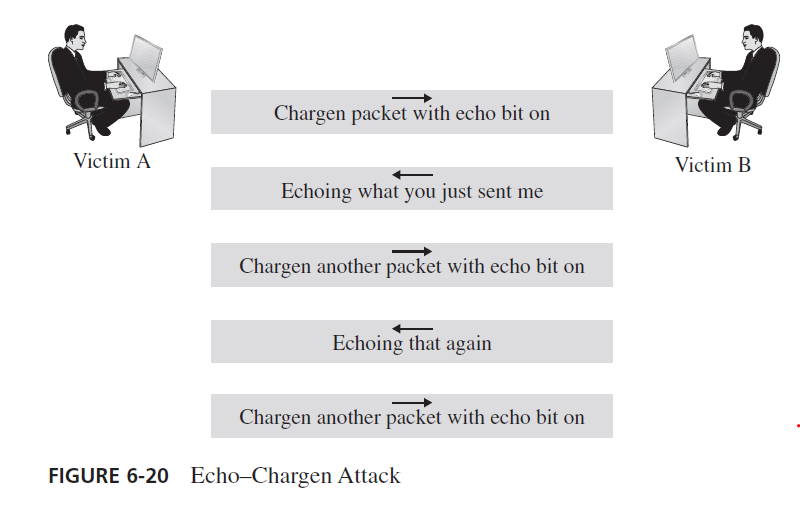 Chargen packet with echo bit on
Victim A
Victim B
Echoing what you just sent me
Chargen another packet with echo bit on
Echoing that again
Chargen another packet with echo bit on
FIGURE 6-20 Echo–Chargen Attack